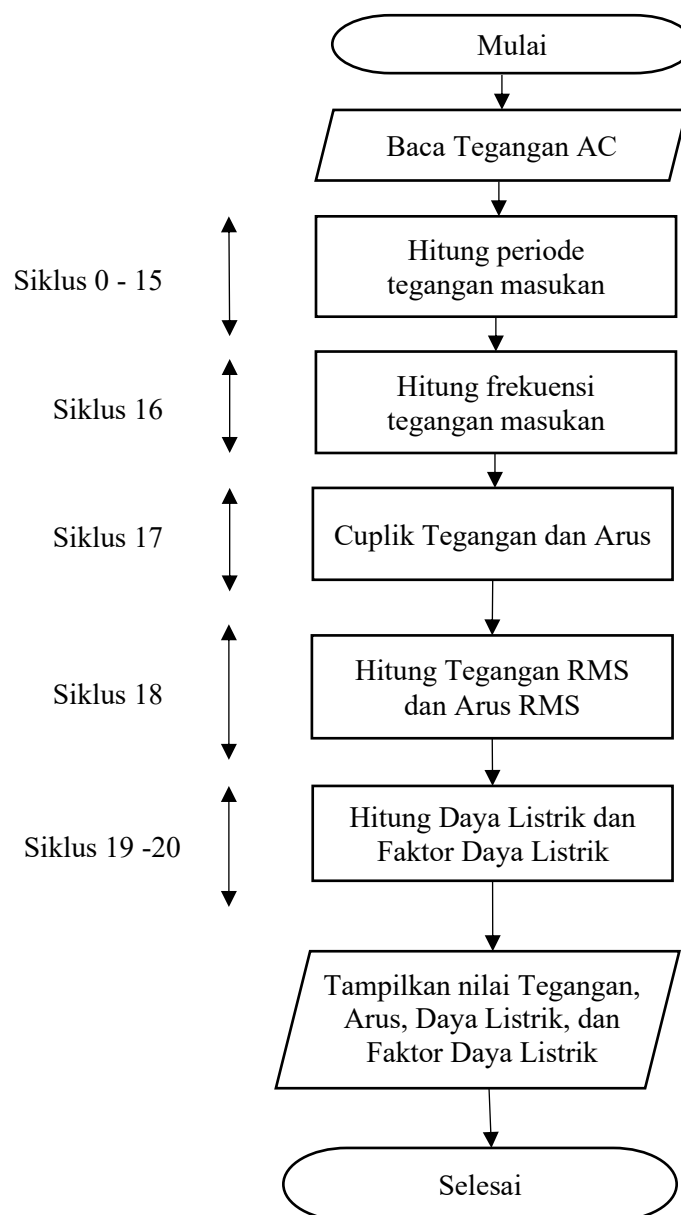 Mulai
Baca Tegangan AC
Siklus 0 - 15
Hitung periode
tegangan masukan
Siklus 16
Hitung frekuensi
tegangan masukan
Siklus 17
Cuplik Tegangan dan Arus
Siklus 18
Hitung Tegangan RMS
dan Arus RMS
Siklus 19 -20
Hitung Daya Listrik dan
Faktor Daya Listrik
Tampilkan nilai Tegangan,
Arus, Daya Listrik, dan
Faktor Daya Listrik
Selesai